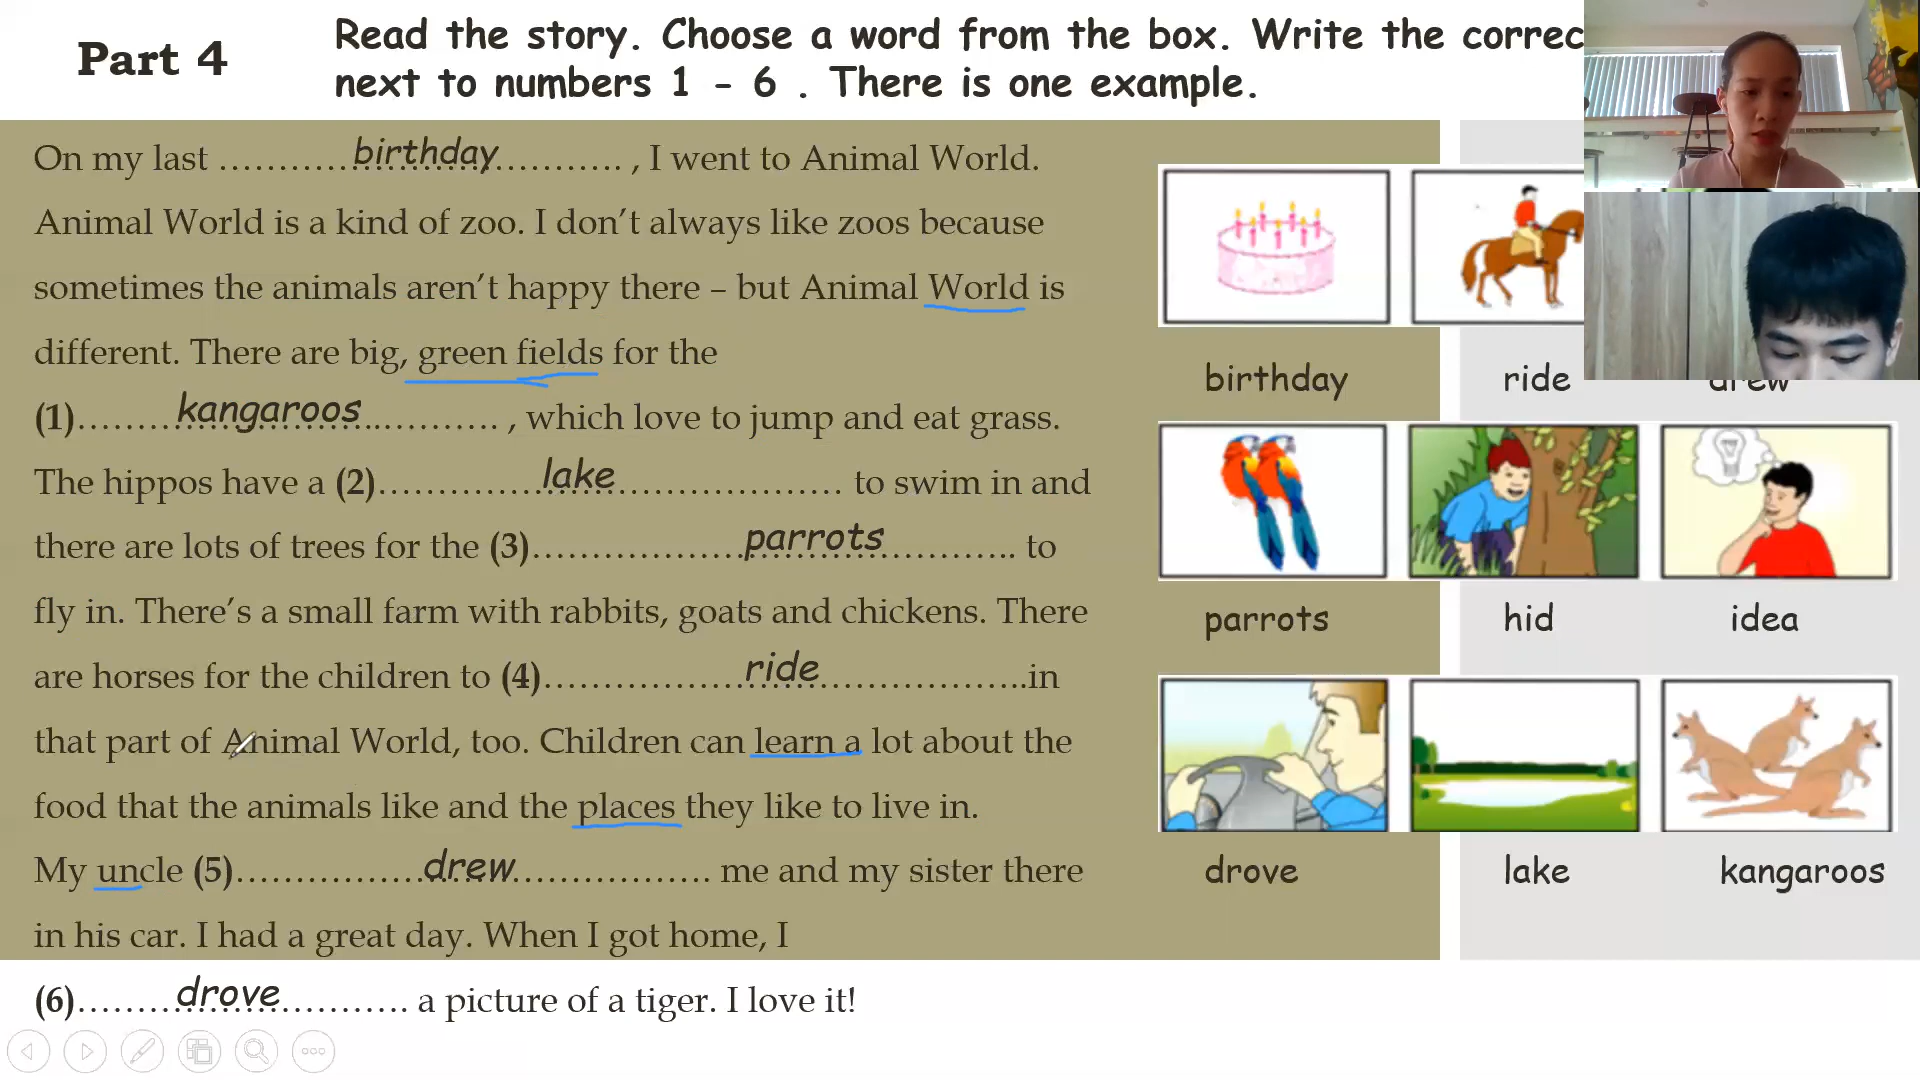 Part 4
Read the story. Choose a word from the box. Write the correc
next to numbers 1 - 6 . There is one example.
On my last ……………birthday…………… , I went to Animal World.
Animal World is a kind of zoo. I don't always like zoos because
sometimes the animals aren't happy there – but Animal World is
different. There are big, green fields for the
(1)……………kangaroos…………… , which love to jump and eat grass.
The hippos have a (2)……………lake…………… to swim in and
there are lots of trees for the (3)……………parrots…………… to
fly in. There's a small farm with rabbits, goats and chickens. There
are horses for the children to (4)……………ride……………in
that part of Animal World, too. Children can learn a lot about the
food that the animals like and the places they like to live in.
My uncle (5)……………drew…………… me and my sister there
in his car. I had a great day. When I got home, I
(6)…………drove………… a picture of a tiger. I love it!
birthday
ride
drew
parrots
hid
idea
drove
lake
kangaroos